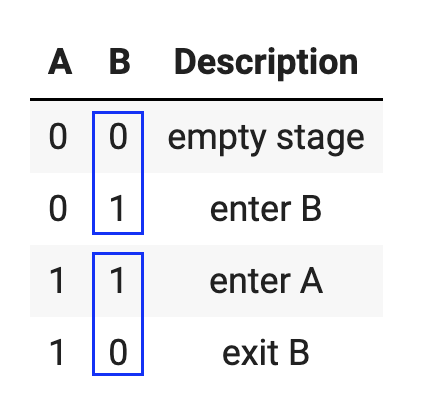 A B Description
0 0 empty stage
0 1 enter B
1 1 enter A
1 0 exit B